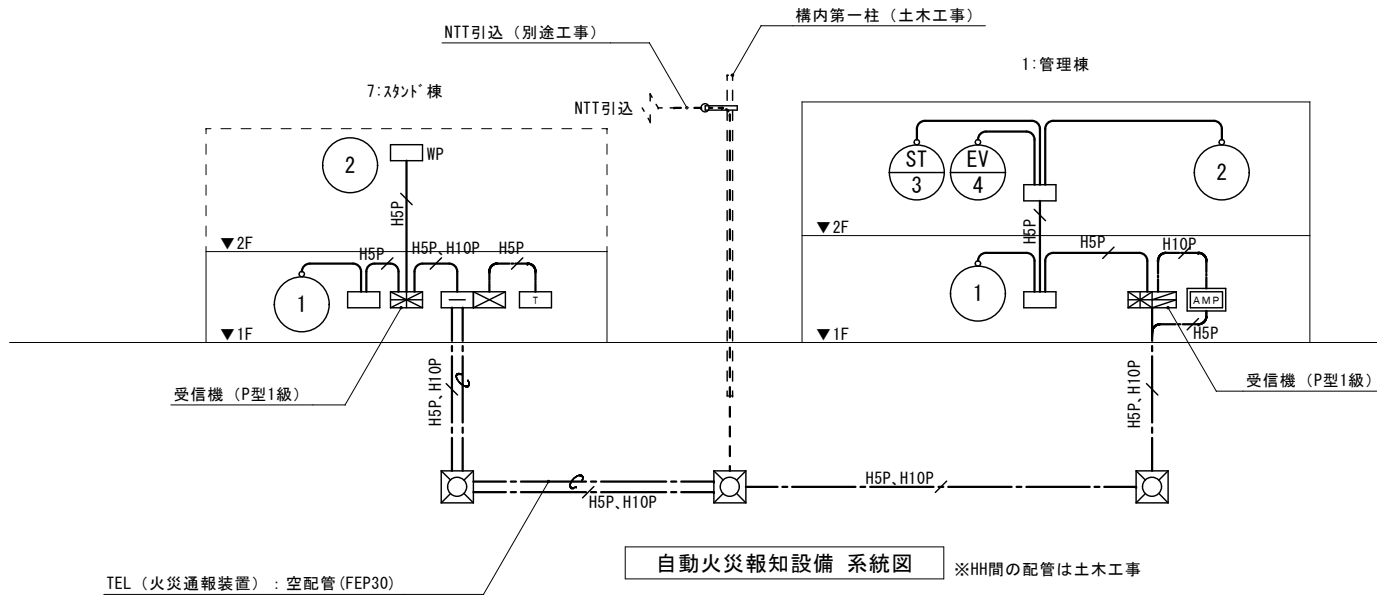 構内第一柱（土木工事）
NTT引込（別途工事）
1:管理棟
7:ｽﾀﾝﾄﾞ棟
NTT引込
2
WP
H5P
▼2F
H5P
H5P、H10P
H5P
1
T
▼1F
ST
3
EV
4
2
H5P
▼2F
H5P
H10P
1
AMP
H5P
▼1F
受信機（P型1級）
H5P、H10P
H5P、H10P
受信機（P型1級）
H5P、H10P
H5P、H10P
自動火災報知設備 系統図
※HH間の配管は土木工事
TEL（火災通報装置）：空配管(FEP30)